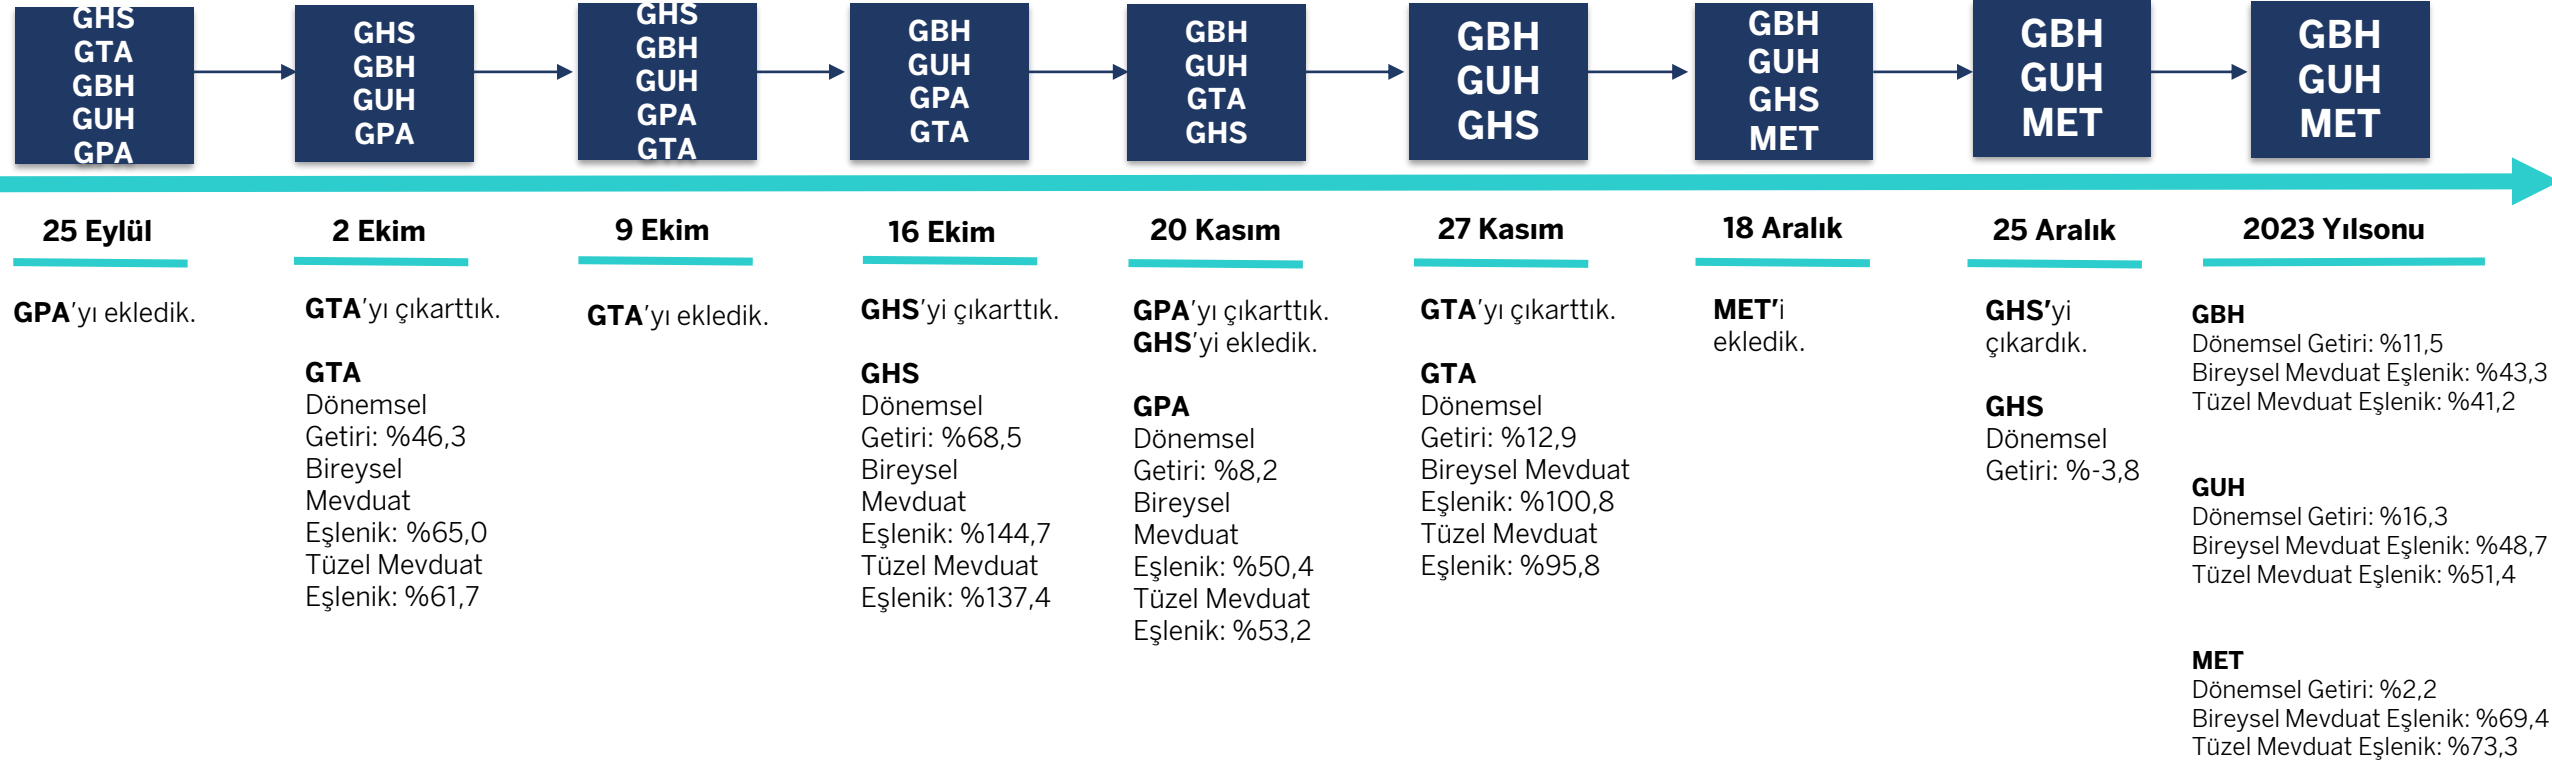 GHS
GTA
GBH
GUH
GPA
GHS
GBH
GUH
GPA
GHS
GBH
GUH
GPA
GTA
GBH
GUH
GPA
GTA
GBH
GUH
GTA
GHS
GBH
GUH
GHS
GBH
GUH
GHS
MET
GBH
GUH
MET
GBH
GUH
MET
25 Eylül
GPA'yı ekledik.
2 Ekim
GTA'yı çıkarttık.
GTA
Dönemsel
Getiri: %46,3
Bireysel
Mevduat
Eşlenik: %65,0
Tüzel Mevduat
Eşlenik: %61,7
9 Ekim
GTA'yı ekledik.
16 Ekim
GHS'yi çıkarttık.
GHS
Dönemsel
Getiri: %68,5
Bireysel
Mevduat
Eşlenik: %144,7
Tüzel Mevduat
Eşlenik: %137,4
20 Kasım
GPA'yı çıkarttık.
GHS'yi ekledik.
GPA
Dönemsel
Getiri: %8,2
Bireysel
Mevduat
Eşlenik: %50,4
Tüzel Mevduat
Eşlenik: %53,2
27 Kasım
GTA'yı çıkarttık.
GTA
Dönemsel
Getiri: %12,9
Bireysel Mevduat
Eşlenik: %100,8
Tüzel Mevduat
Eşlenik: %95,8
18 Aralık
MET'i
ekledik.
25 Aralık
GHS'yi
çıkardık.
GHS
Dönemsel
Getiri: %-3,8
2023 Yılsonu
GBH
Dönemsel Getiri: %11,5
Bireysel Mevduat Eşlenik: %43,3
Tüzel Mevduat Eşlenik: %41,2
GUH
Dönemsel Getiri: %16,3
Bireysel Mevduat Eşlenik: %48,7
Tüzel Mevduat Eşlenik: %51,4
MET
Dönemsel Getiri: %2,2
Bireysel Mevduat Eşlenik: %69,4
Tüzel Mevduat Eşlenik: %73,3